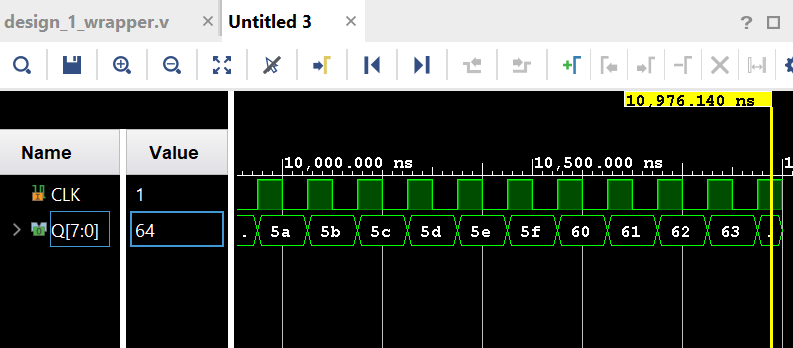 design_1_wrapper.v × Untitled 3 × ?
10,976.140 ns
Name Value 10,000.000 ns 10,500.000 ns 1
CLK 1
Q[7:0] 64 . 5a 5b 5c 5d 5e 5f 60 61 62 63 .